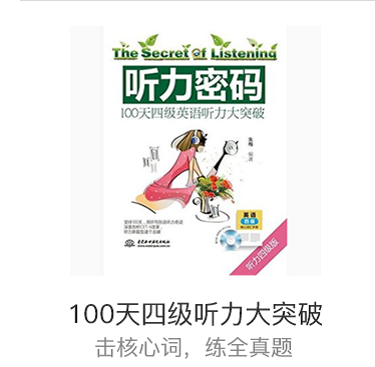 The Secret of Listening
听力密码
100天四级英语听力大突破
英语
听力四级版
100天四级听力大突破
击核心词，练全真题